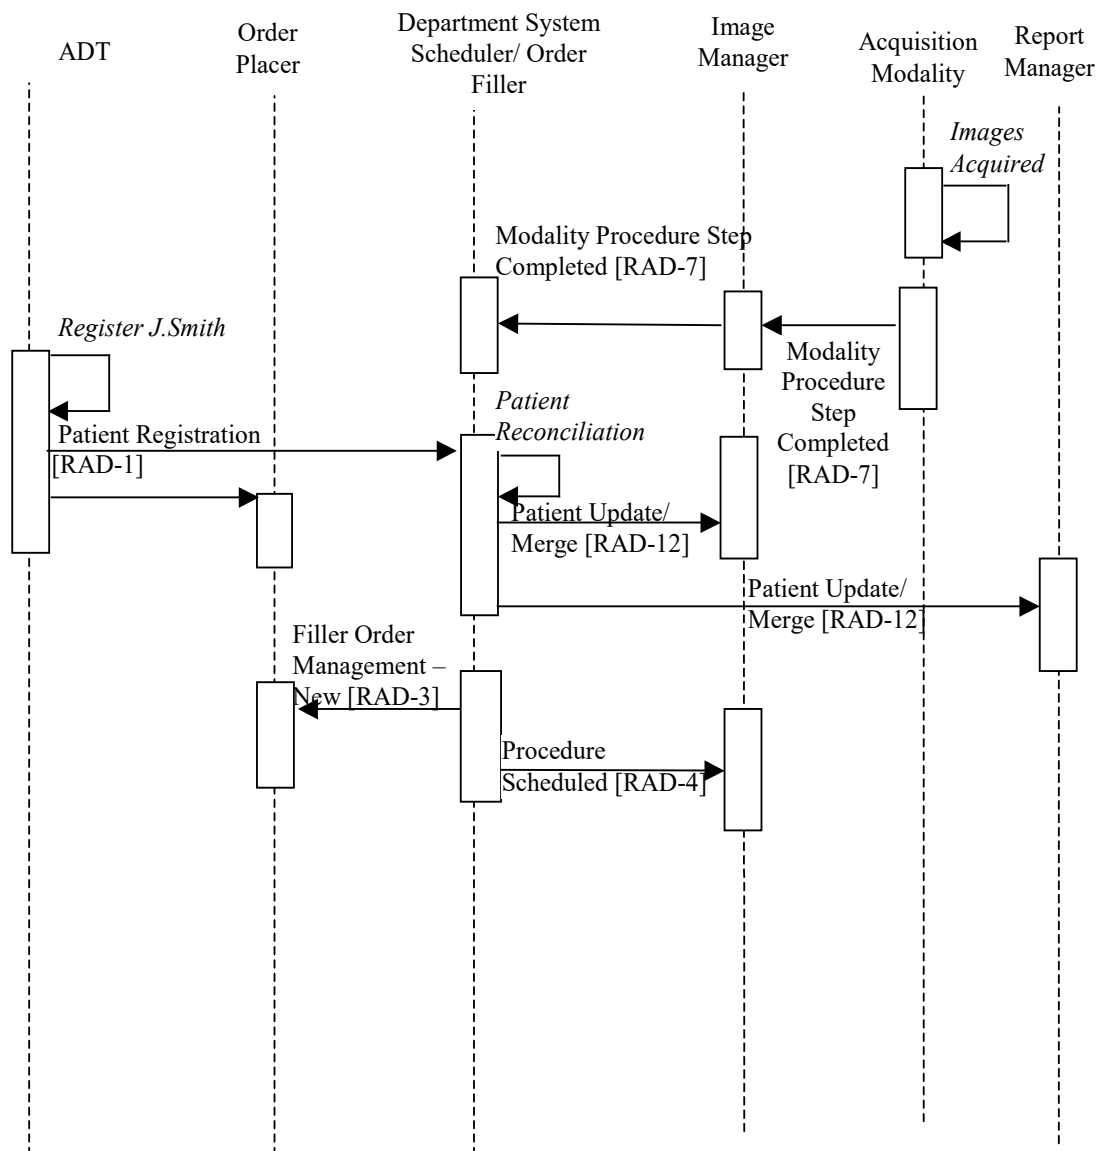 ADT
Order
Placer
Department System
Scheduler/ Order
Filler
Image
Manager
Acquisition
Modality
Report
Manager
Images
Acquired
Modality Procedure Step
Completed [RAD-7]
Register J.Smith
Modality
Procedure
Step
Completed
[RAD-7]
Patient
Reconciliation
Patient Registration
[RAD-1]
Patient Update/
Merge [RAD-12]
Patient Update/
Merge [RAD-12]
Filler Order
Management –
New [RAD-3]
Procedure
Scheduled [RAD-4]